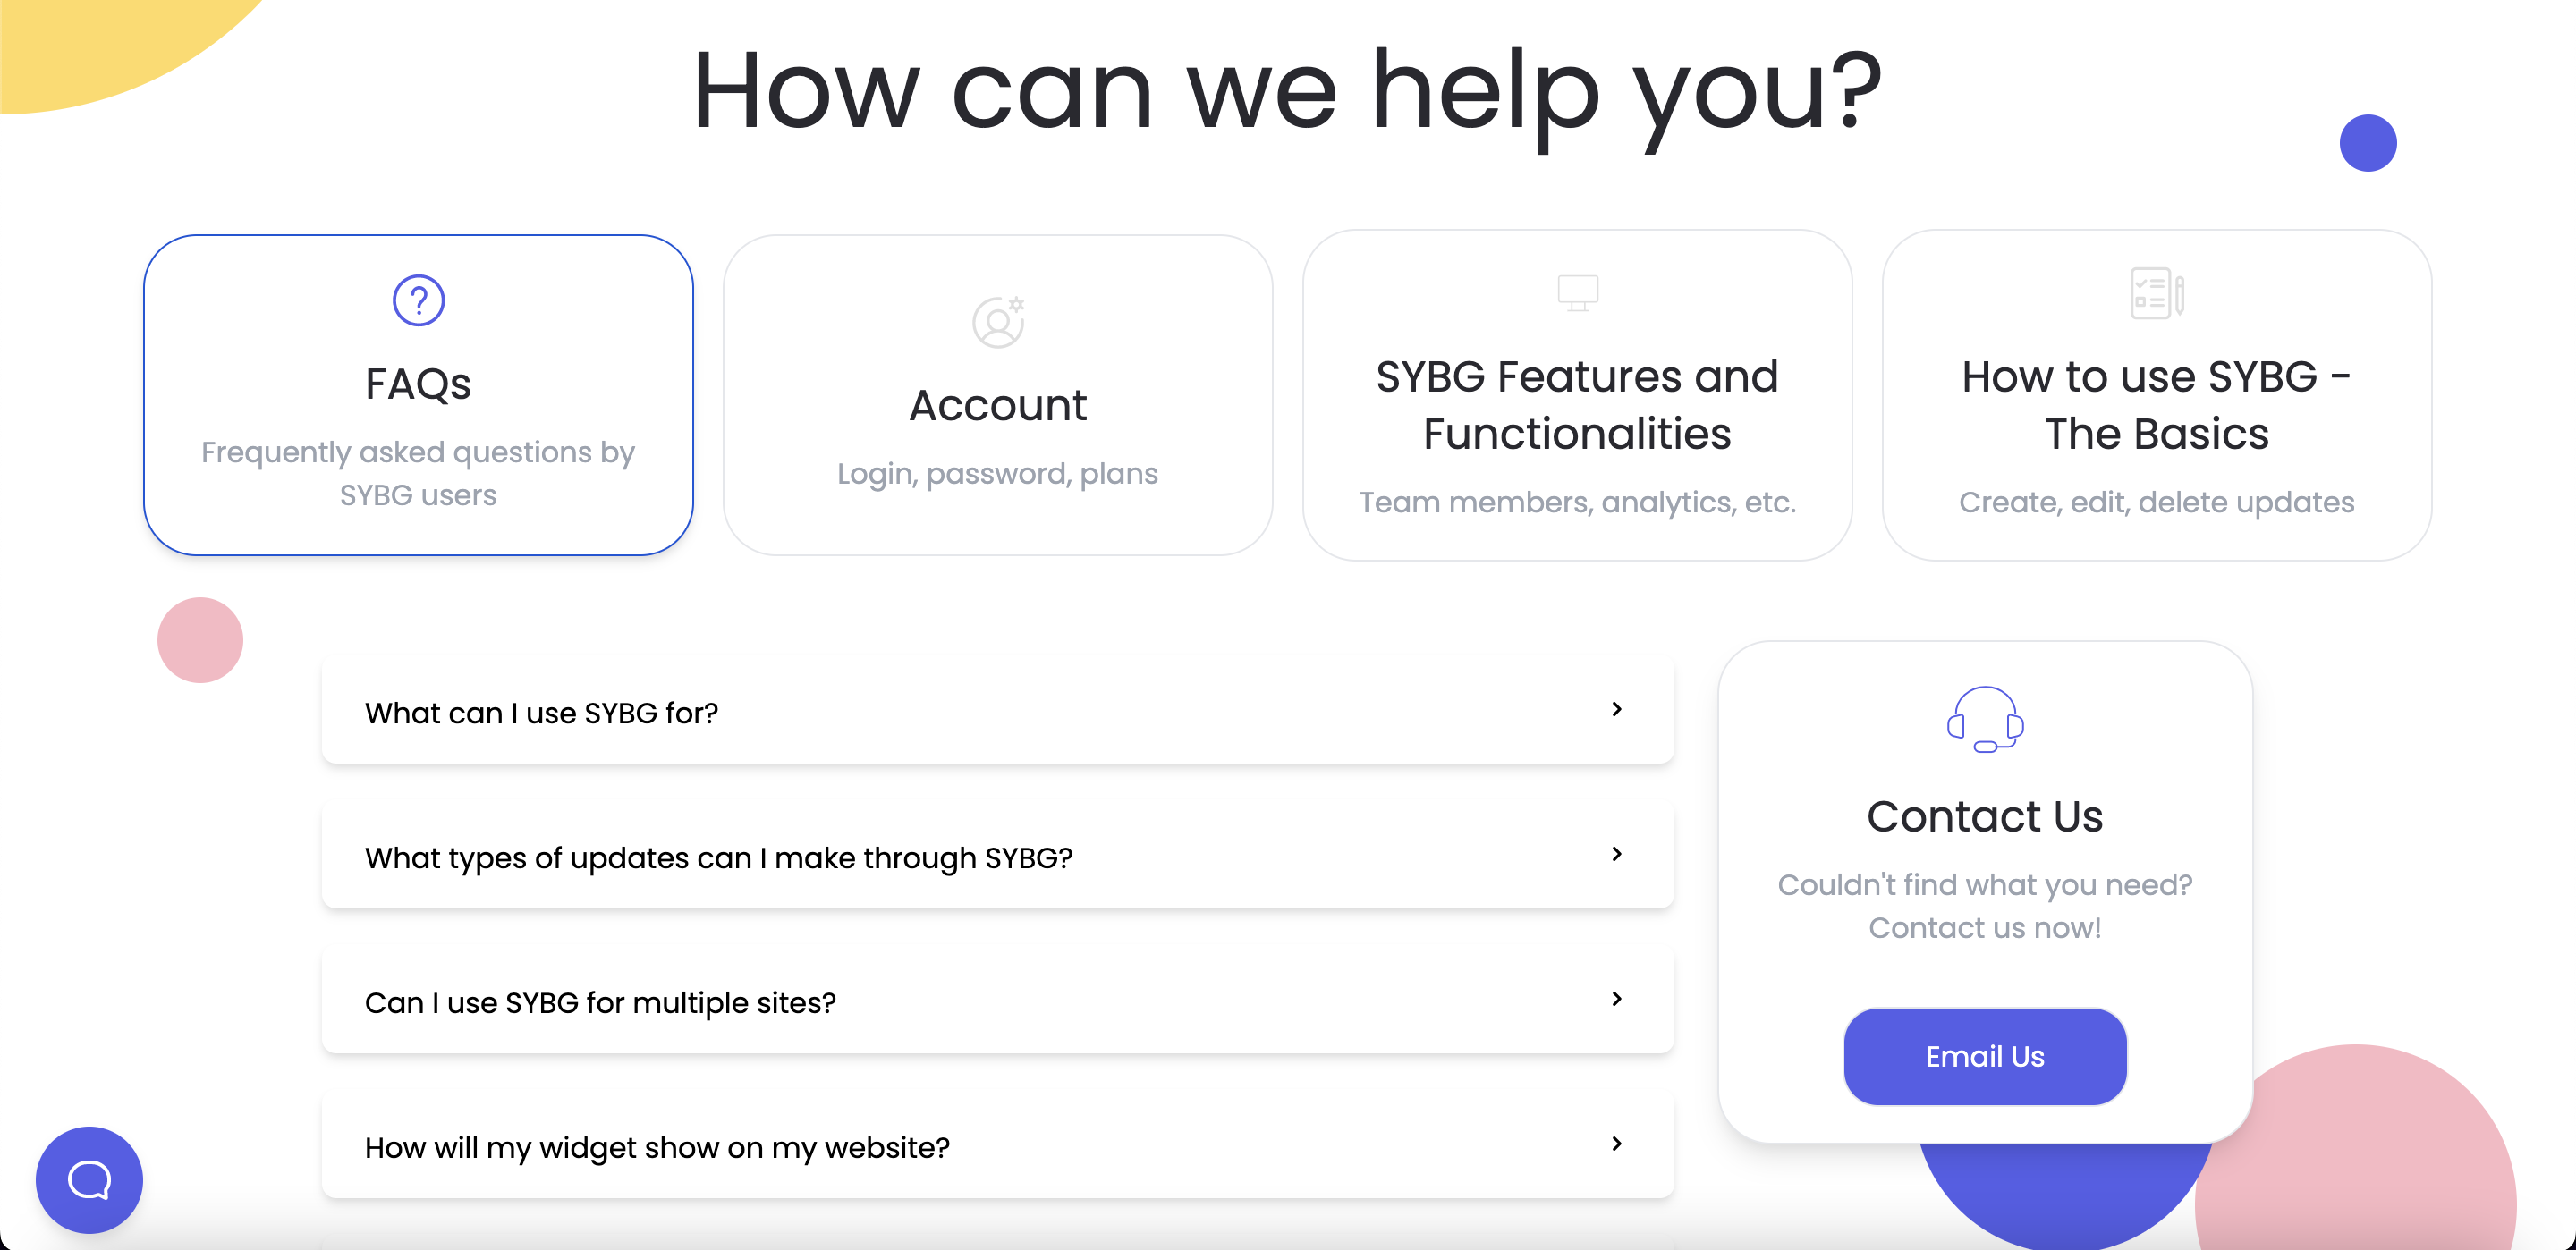 How can we help you?
FAQs
Frequently asked questions by
SYBG users
Account
Login, password, plans
SYBG Features and
Functionalities
Team members, analytics, etc.
How to use SYBG -
The Basics
Create, edit, delete updates
What can I use SYBG for?
What types of updates can I make through SYBG?
Can I use SYBG for multiple sites?
How will my widget show on my website?
Contact Us
Couldn't find what you need?
Contact us now!
Email Us